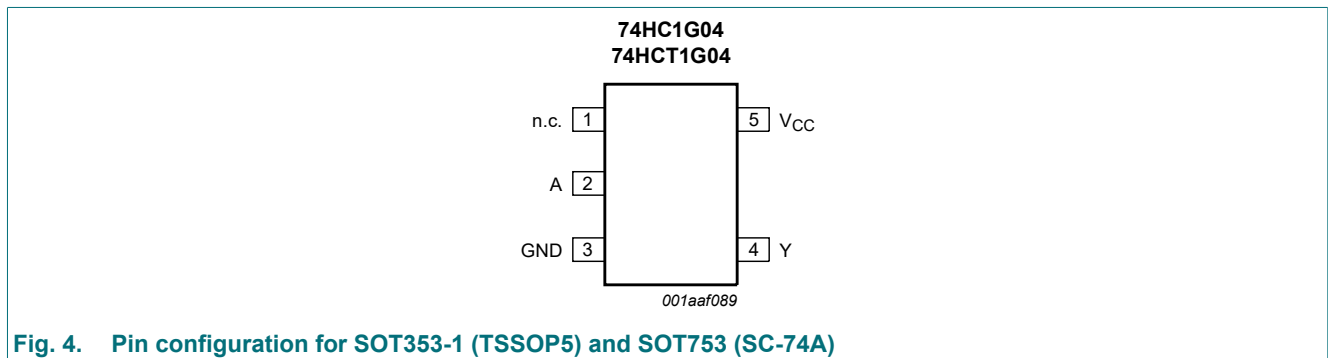 74HC1G04
74HCT1G04
n.c. 1
5 VCC
A 2
GND 3
4 Y
001aaf089
Fig. 4. Pin configuration for SOT353-1 (TSSOP5) and SOT753 (SC-74A)